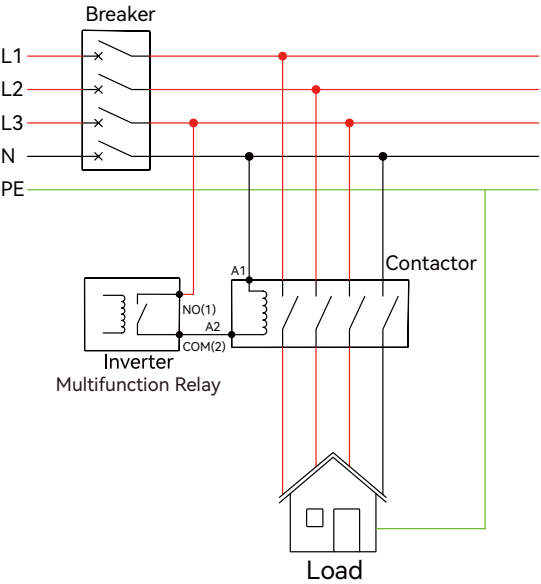 Breaker
L1
L2
L3
N
PE
Contactor
A1
NO(1)
A2
COM(2)
Inverter
Multifunction Relay
Load